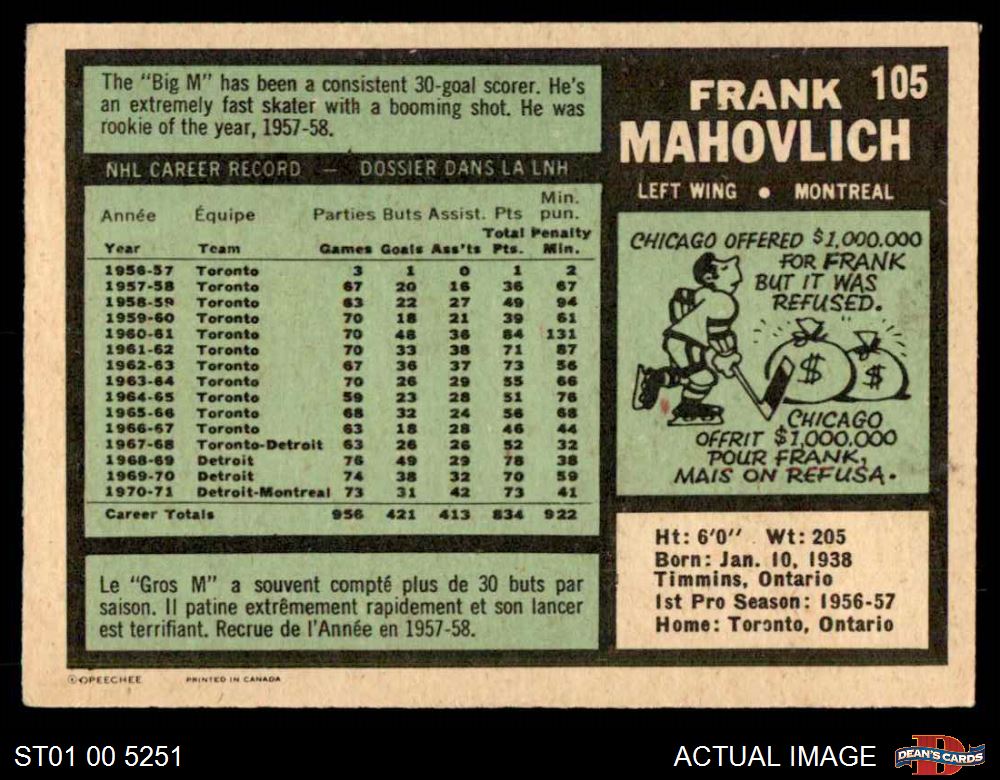 The "Big M" has been a consistent 30-goal scorer. He's
an extremely fast skater with a booming shot. He was
rookie of the year, 1957-58.
NHL CAREER RECORD — DOSSIER DANS LA LNH
Année Équipe Parties Buts Assist. Pts Min. pun.
Year Team Games Goals Ass'ts Total Pts. Penalty Min.
1956-57 Toronto 3 1 0 1 2
1957-58 Toronto 67 20 16 36 67
1958-59 Toronto 63 22 27 49 94
1959-60 Toronto 70 18 21 39 61
1960-61 Toronto 70 48 36 84 131
1961-62 Toronto 70 33 38 71 87
1962-63 Toronto 67 36 37 73 56
1963-64 Toronto 70 26 29 55 66
1964-65 Toronto 59 23 28 51 76
1965-66 Toronto 68 32 24 56 68
1966-67 Toronto 63 18 28 46 44
1967-68 Toronto-Detroit 63 26 26 52 32
1968-69 Detroit 76 49 29 78 38
1969-70 Detroit 74 38 32 70 59
1970-71 Detroit-Montreal 73 31 42 73 41
Career Totals 956 421 413 834 922
Le "Gros M" a souvent compté plus de 30 buts par
saison. Il patine extrêmement rapidement et son lancer
est terrifiant. Recrue de l'Année en 1957-58.
FRANK 105
MAHOVLICH
LEFT WING • MONTREAL
CHICAGO OFFERED $1,000.000
FOR FRANK
BUT IT WAS
REFUSED.
$ $
CHICAGO
OFFRIT $1,000.000
POUR FRANK,
MAIS ON REFUSA.
Ht: 6'0" Wt: 205
Born: Jan. 10, 1938
Timmins, Ontario
1st Pro Season: 1956-57
Home: Toronto, Ontario
©OPEECHEE PRINTED IN CANADA
ST01 00 5251 ACTUAL IMAGE D DEAN'S CARDS